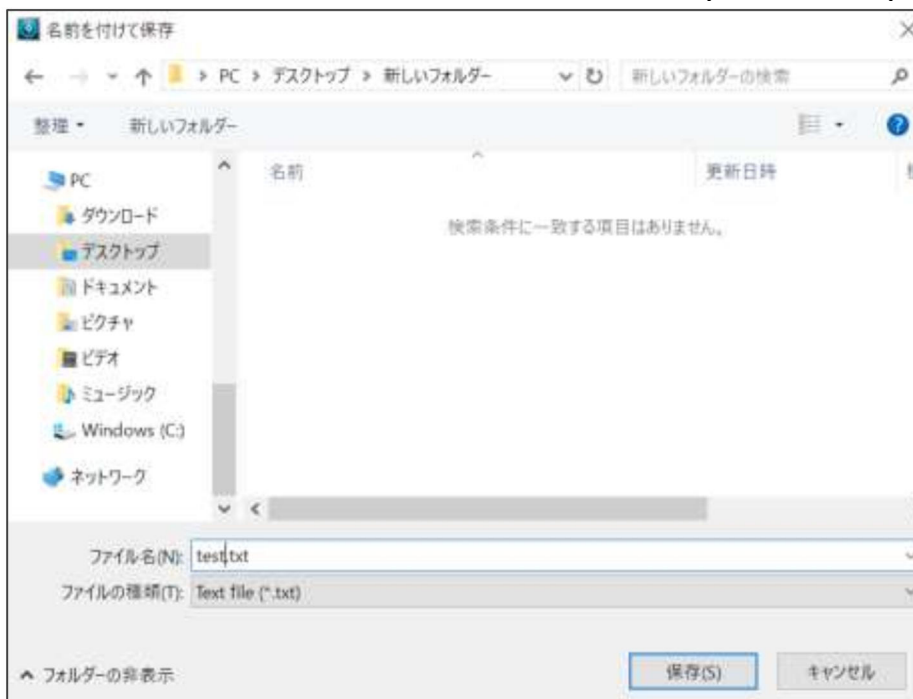 名前を付けて保存
PC > デスクトップ > 新しいフォルダー
新しいフォルダーの検索
整理
新しいフォルダー
名前
更新日時
PC
ダウンロード
デスクトップ
ドキュメント
ピクチャ
ビデオ
ミュージック
Windows (C:)
ネットワーク
検索条件に一致する項目はありません。
ファイル名(N): test.txt
ファイルの種類(T): Text file (*.txt)
フォルダーの非表示
保存(S)
キャンセル